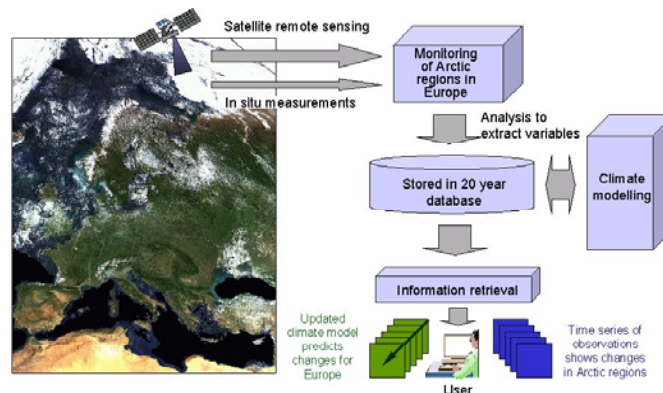 Satellite remote sensing
In situ measurements
Monitoring
of Arctic
regions in
Europe
Analysis to
extract variables
Stored in 20 year
database
Climate
modelling
Information retrieval
Updated
climate model
predicts
changes for
Europe
Time series of
observations
shows changes
in Arctic regions
User